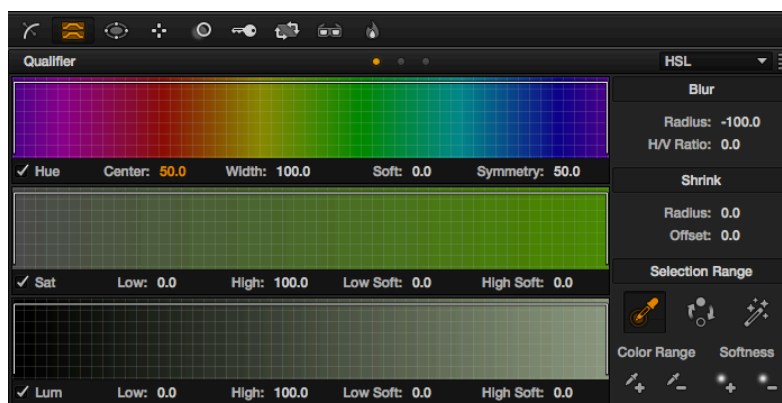 Qualifier
HSL
Blur
Radius: -100.0
H/V Ratio: 0.0
Hue Center: 50.0 Width: 100.0 Soft: 0.0 Symmetry: 50.0
Shrink
Radius: 0.0
Offset: 0.0
Sat Low: 0.0 High: 100.0 Low Soft: 0.0 High Soft: 0.0
Selection Range
Color Range Softness
Lum Low: 0.0 High: 100.0 Low Soft: 0.0 High Soft: 0.0